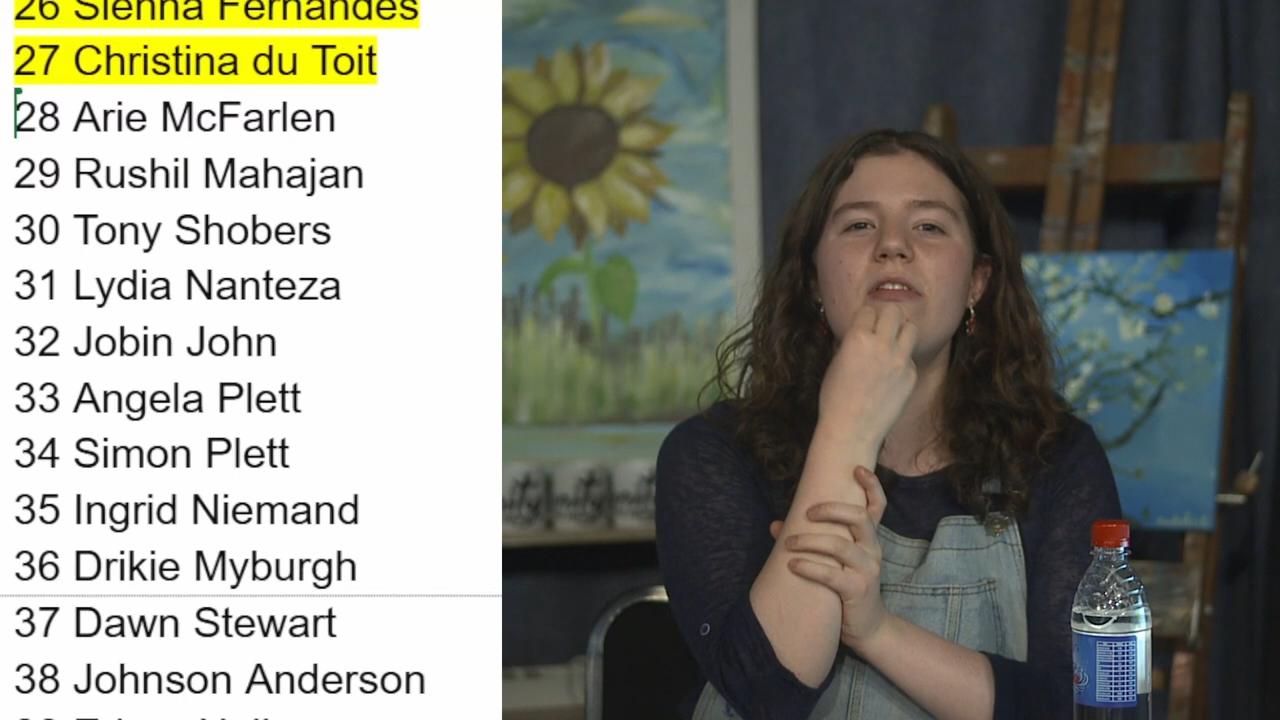 26 Sienna Fernandes
27 Christina du Toit
28 Arie McFarlen
29 Rushil Mahajan
30 Tony Shobers
31 Lydia Nanteza
32 Jobin John
33 Angela Plett
34 Simon Plett
35 Ingrid Niemand
36 Drikie Myburgh
37 Dawn Stewart
38 Johnson Anderson